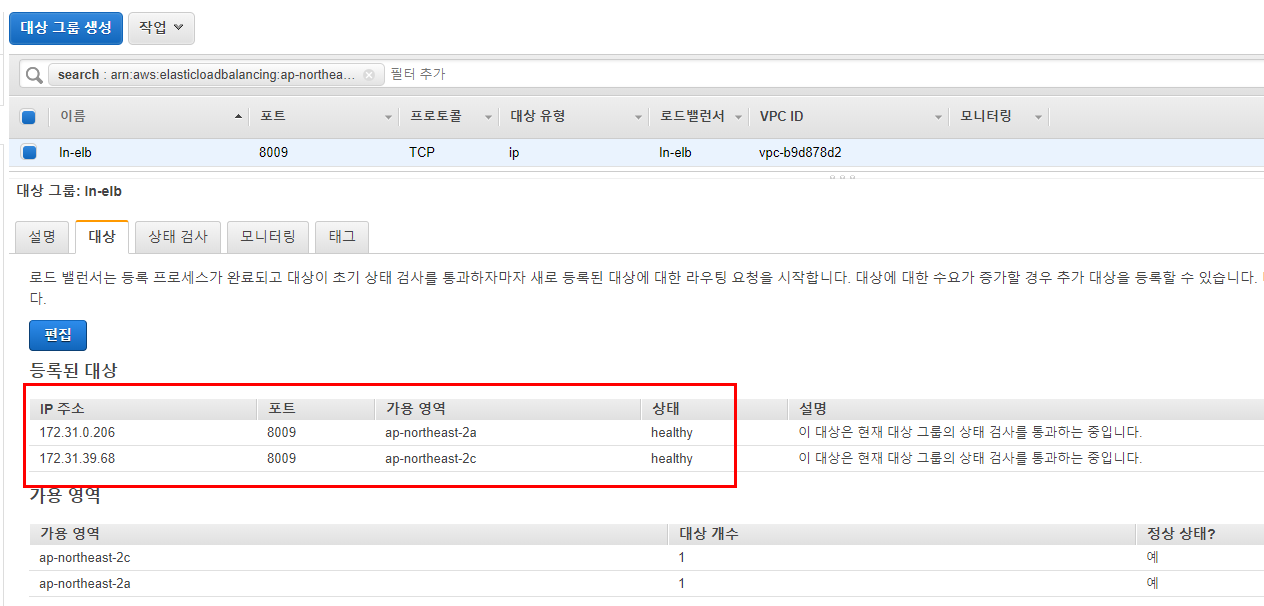 대상 그룹 생성 작업
search : arn:aws:elasticloadbalancing:ap-northea... 필터 추가
이름 포트 프로토콜 대상 유형 로드밸런서 VPC ID 모니터링
ln-elb 8009 TCP ip ln-elb vpc-b9d878d2
대상 그룹: ln-elb
설명 대상 상태 검사 모니터링 태그
로드 밸런서는 등록 프로세스가 완료되고 대상이 초기 상태 검사를 통과하자마자 새로 등록된 대상에 대한 라우팅 요청을 시작합니다. 대상에 대한 수요가 증가할 경우 추가 대상을 등록할 수 있습니다.
다.
편집
등록된 대상
IP 주소 포트 가용 영역 상태 설명
172.31.0.206 8009 ap-northeast-2a healthy 이 대상은 현재 대상 그룹의 상태 검사를 통과하는 중입니다.
172.31.39.68 8009 ap-northeast-2c healthy 이 대상은 현재 대상 그룹의 상태 검사를 통과하는 중입니다.
가용 영역
가용 영역 대상 개수 정상 상태?
ap-northeast-2c 1 예
ap-northeast-2a 1 예